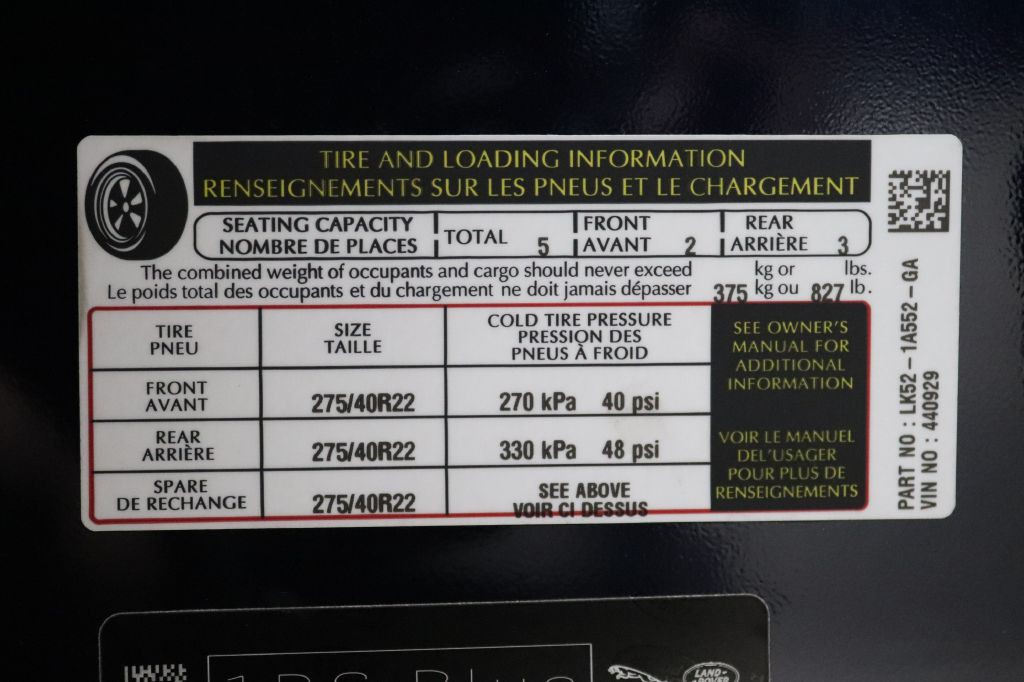 TIRE AND LOADING INFORMATION
RENSEIGNEMENTS SUR LES PNEUS ET LE CHARGEMENT
SEATING CAPACITY
NOMBRE DE PLACES
TOTAL 5
FRONT
AVANT 2
REAR
ARRIÈRE 3
The combined weight of occupants and cargo should never exceed kg or lbs.
Le poids total des occupants et du chargement ne doit jamais dépasser 375 kg ou 827 lb.
TIRE
PNEU
SIZE
TAILLE
COLD TIRE PRESSURE
PRESSION DES
PNEUS À FROID
FRONT
AVANT
275/40R22
270 kPa 40 psi
REAR
ARRIÈRE
275/40R22
330 kPa 48 psi
SPARE
DE RECHANGE
275/40R22
SEE ABOVE
VOIR CI DESSUS
SEE OWNER'S
MANUAL FOR
ADDITIONAL
INFORMATION
VOIR LE MANUEL
DEL'USAGER
POUR PLUS DE
RENSEIGNEMENTS
PART NO : LK52-1A552-GA
VIN NO : 440929
LAND-
ROVER